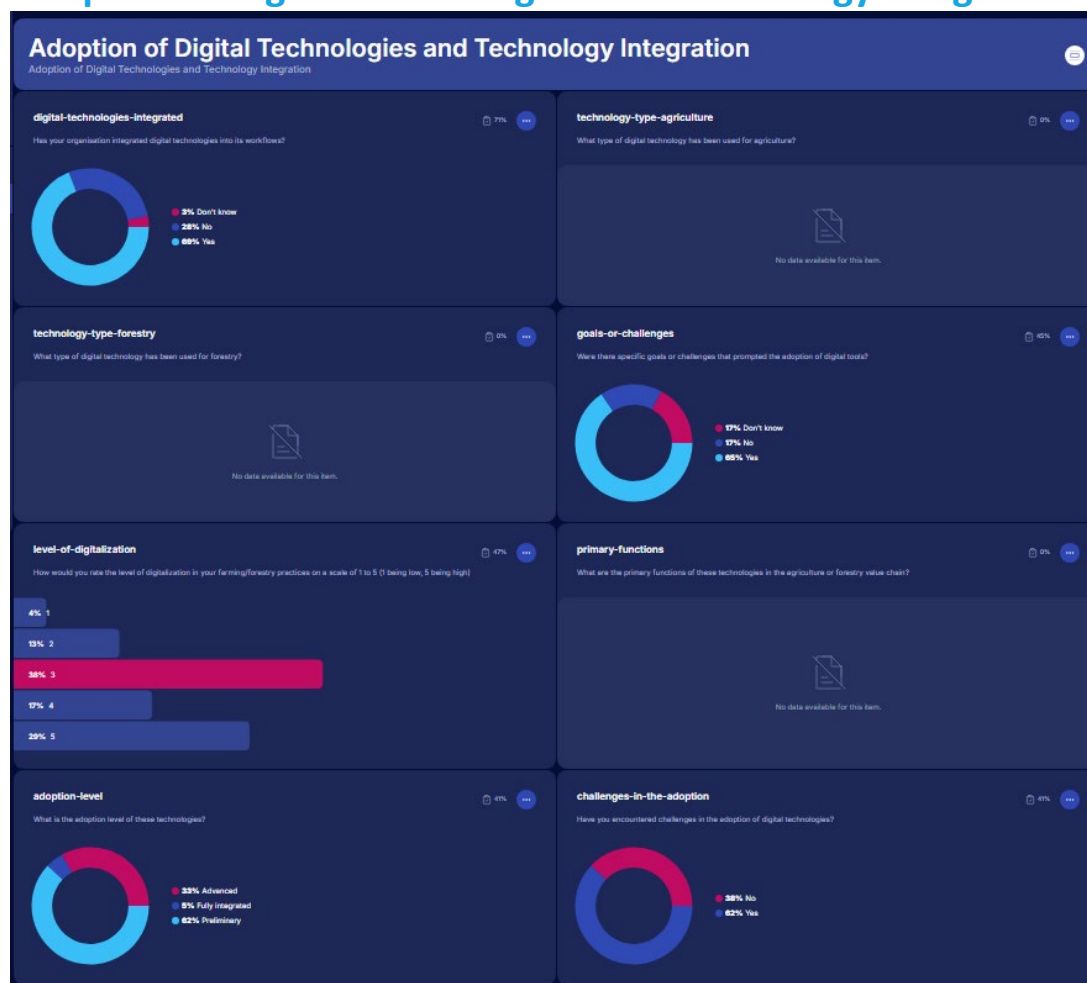 Adoption of Digital Technologies and Technology Integration
Adoption of Digital Technologies and Technology Integration
digital-technologies-integrated
71%
Has your organisation integrated digital technologies into its workflows?
3% Don't know
28% No
69% Yes
technology-type-agriculture
0%
What type of digital technology has been used for agriculture?
No data available for this item.
technology-type-forestry
0%
What type of digital technology has been used for forestry?
No data available for this item.
goals-or-challenges
45%
Were there specific goals or challenges that prompted the adoption of digital tools?
17% Don't know
17% No
65% Yes
level-of-digitalization
47%
How would you rate the level of digitalization in your farming/forestry practices on a scale of 1 to 5 (1 being low, 5 being high)
4% 1
13% 2
38% 3
17% 4
29% 5
primary-functions
0%
What are the primary functions of these technologies in the agriculture or forestry value chain?
No data available for this item.
adoption-level
41%
What is the adoption level of these technologies?
33% Advanced
5% Fully integrated
62% Preliminary
challenges-in-the-adoption
41%
Have you encountered challenges in the adoption of digital technologies?
38% No
62% Yes